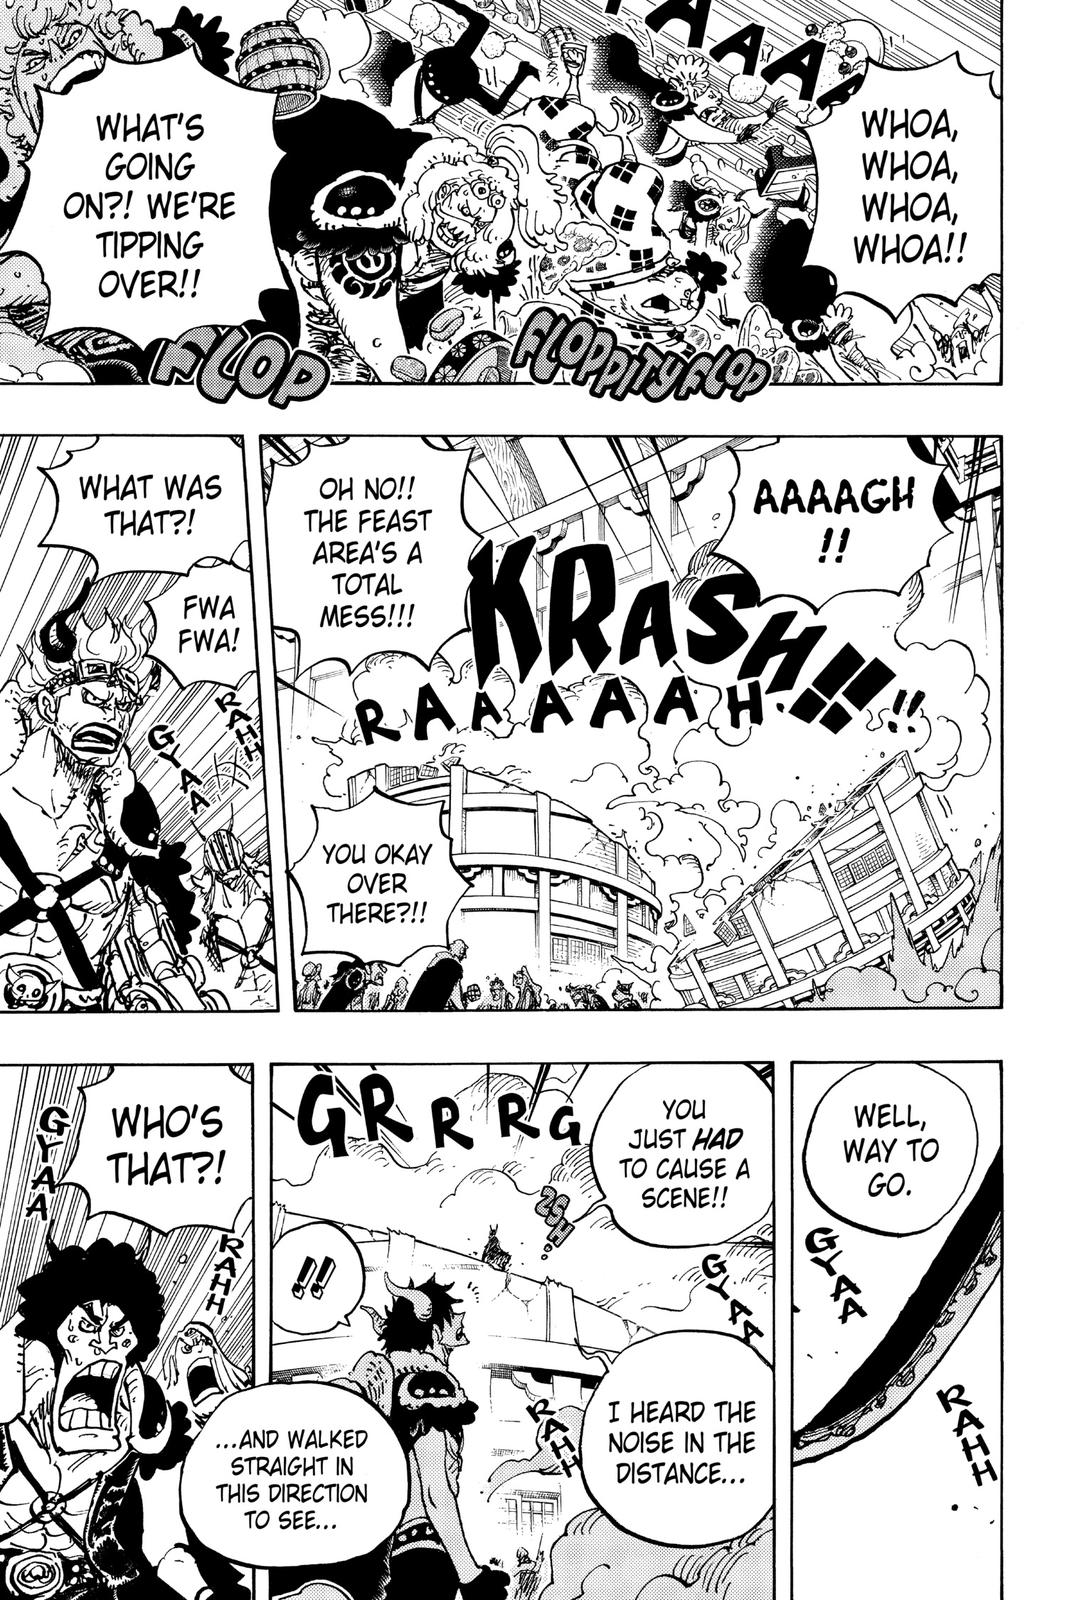 AAAA
WHOA,
WHOA,
WHOA,
WHOA!!
WHAT'S
GOING
ON?! WE'RE
TIPPING
OVER!!
FLOPPITYFLOP
FLOP
AAAAGH
!!
KRASH!!!!
RAAAAAAH
OH NO!!
THE FEAST
AREA'S A
TOTAL
MESS!!!
YOU OKAY
OVER
THERE?!!
WHAT WAS
THAT?!
FWA
FWA!
RAHH
GYAA
WELL,
WAY TO
GO.
GYAA
RAHH
YOU
JUST HAD
TO CAUSE A
SCENE!!
GRRRG
GYAA
!!
I HEARD THE
NOISE IN THE
DISTANCE...
RAHH
...AND WALKED
STRAIGHT IN
THIS DIRECTION
TO SEE...
WHO'S
THAT?!
GYAA
RAHH